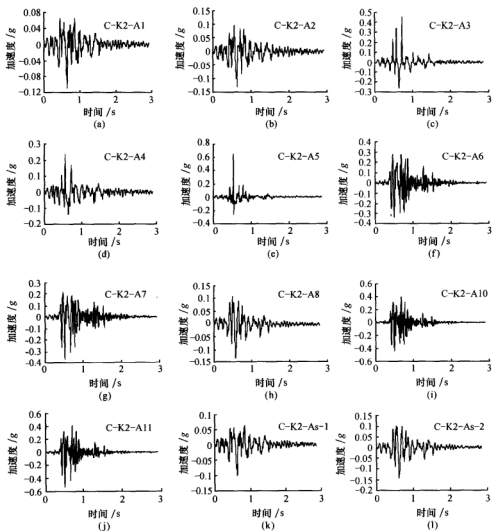 0.08
C-K2-A1
0.04
0
-0.04
-0.08
-0.12
0 1 2 3
加速度/g
时间/s
(a)
0.10
C-K2-A2
0.05
0
-0.05
-0.10
-0.15
0 1 2 3
加速度/g
时间/s
(b)
0.5
C-K2-A3
0.4
0.3
0.2
0.1
0
-0.1
-0.2
-0.3
0 1 2 3
加速度/g
时间/s
(c)
0.3
C-K2-A4
0.2
0.1
0
-0.1
-0.2
0 1 2 3
加速度/g
时间/s
(d)
0.8
C-K2-A5
0.6
0.4
0.2
0
-0.2
-0.4
0 1 2 3
加速度/g
时间/s
(e)
0.4
C-K2-A6
0.3
0.2
0.1
0
-0.1
-0.2
-0.3
-0.4
0 1 2 3
加速度/g
时间/s
(f)
0.3
C-K2-A7
0.2
0.1
0
-0.1
-0.2
-0.3
-0.4
0 1 2 3
加速度/g
时间/s
(g)
0.15
C-K2-A8
0.10
0.05
0
-0.05
-0.10
-0.15
0 1 2 3
加速度/g
时间/s
(h)
0.6
C-K2-A10
0.4
0.2
0
-0.2
-0.4
-0.6
0 1 2 3
加速度/g
时间/s
(i)
0.6
C-K2-A11
0.4
0.2
0
-0.2
-0.4
-0.6
0 1 2 3
加速度/g
时间/s
(j)
0.1
C-K2-As-1
0.05
0
-0.05
-0.1
-0.15
0 1 2 3
加速度/g
时间/s
(k)
0.15
C-K2-As-2
0.1
0.05
0
-0.05
-0.1
-0.15
-0.2
0 1 2 3
加速度/g
时间/s
(l)